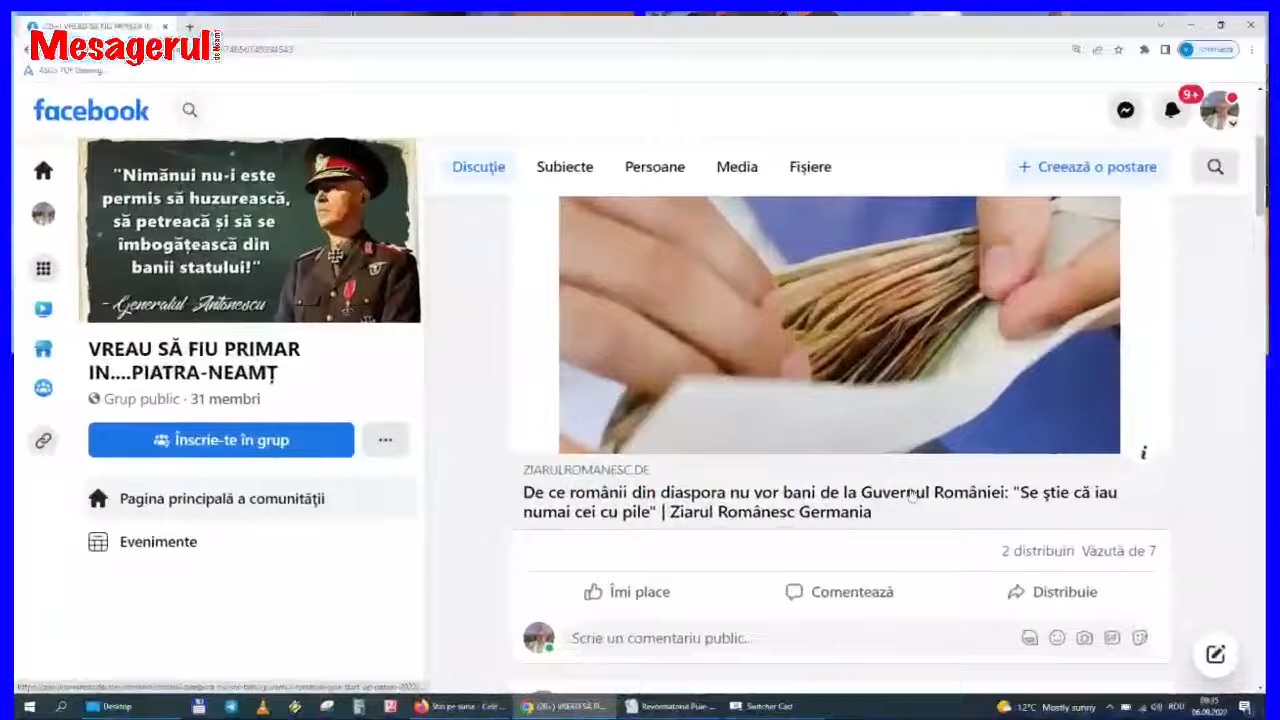 Mesagerul
de Neamț
facebook
9+
"Nimănui nu-i este
permis să huzurească,
să petreacă și să se
îmbogățească din
banii statului!"
- Generalul Antonescu
VREAU SĂ FIU PRIMAR
IN....PIATRA-NEAMȚ
Grup public · 31 membri
Înscrie-te în grup
Pagina principală a comunității
Evenimente
Discuție Subiecte Persoane Media Fișiere + Creează o postare
ZIARULROMANESC.DE
De ce românii din diaspora nu vor bani de la Guvernul României: "Se știe că iau
numai cei cu pile" | Ziarul Românesc Germania
2 distribuiri Văzută de 7
Îmi place Comentează Distribuie
Scrie un comentariu public...
Desktop
Switcher Cast
12°C Mostly sunny
ROU